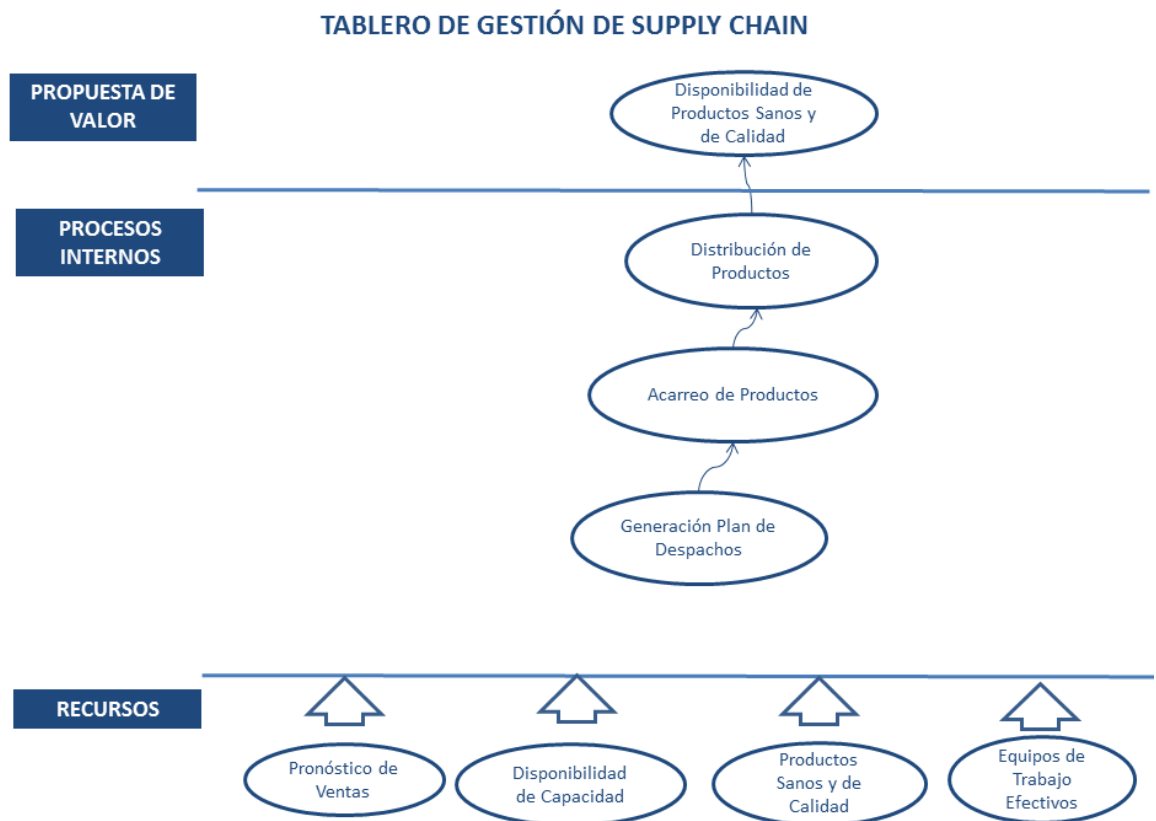 TABLERO DE GESTIÓN DE SUPPLY CHAIN
PROPUESTA DE
VALOR
Disponibilidad de
Productos Sanos y
de Calidad
PROCESOS
INTERNOS
Distribución de
Productos
Acarreo de Productos
Generación Plan de
Despachos
RECURSOS
Pronóstico de
Ventas
Disponibilidad
de Capacidad
Productos
Sanos y de
Calidad
Equipos de
Trabajo
Efectivos